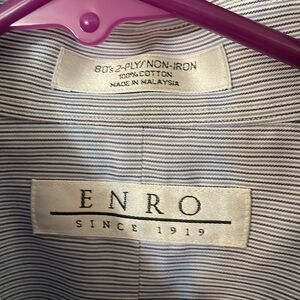 80's 2-PLY/NON-IRON
100% COTTON
MADE IN MALAYSIA
ENRO
SINCE 1919